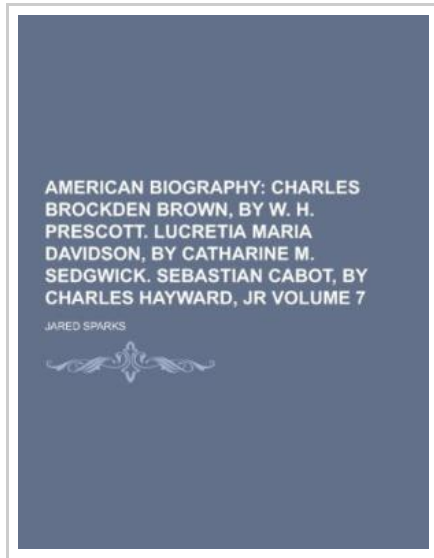 AMERICAN BIOGRAPHY: CHARLES
BROCKDEN BROWN, BY W. H.
PRESCOTT. LUCRETIA MARIA
DAVIDSON, BY CATHARINE M.
SEDGWICK. SEBASTIAN CABOT, BY
CHARLES HAYWARD, JR VOLUME 7
JARED SPARKS